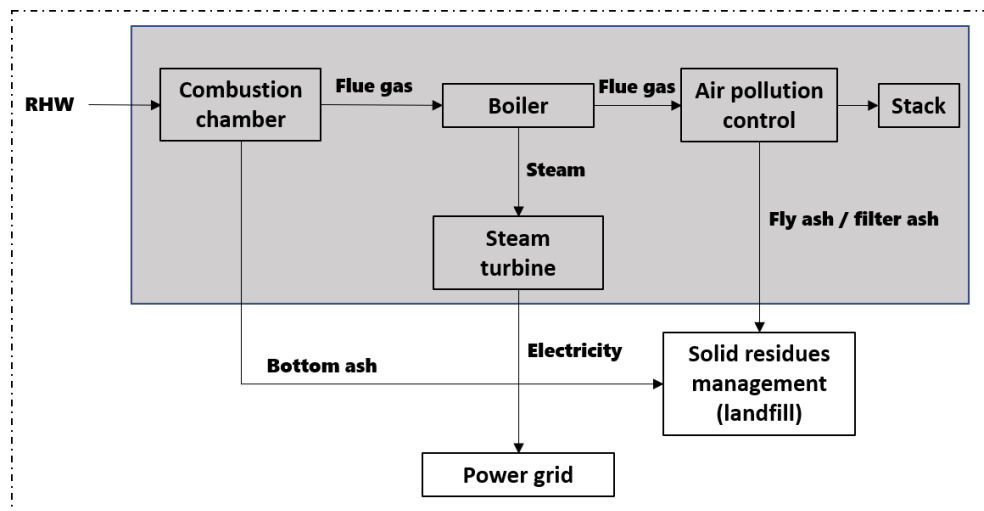 RHW
Combustion
chamber
Flue gas
Boiler
Flue gas
Air pollution
control
Stack
Steam
Steam
turbine
Fly ash / filter ash
Electricity
Bottom ash
Solid residues
management
(landfill)
Power grid